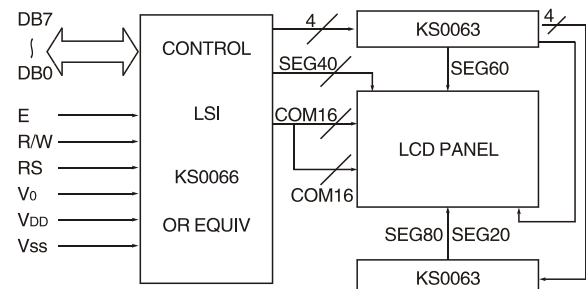 DB7
DB0
E
R/W
RS
V0
VDD
Vss
CONTROL
LSI
KS0066
OR EQUIV
4
SEG40
COM16
COM16
KS0063
4
SEG60
LCD PANEL
SEG80 SEG20
KS0063